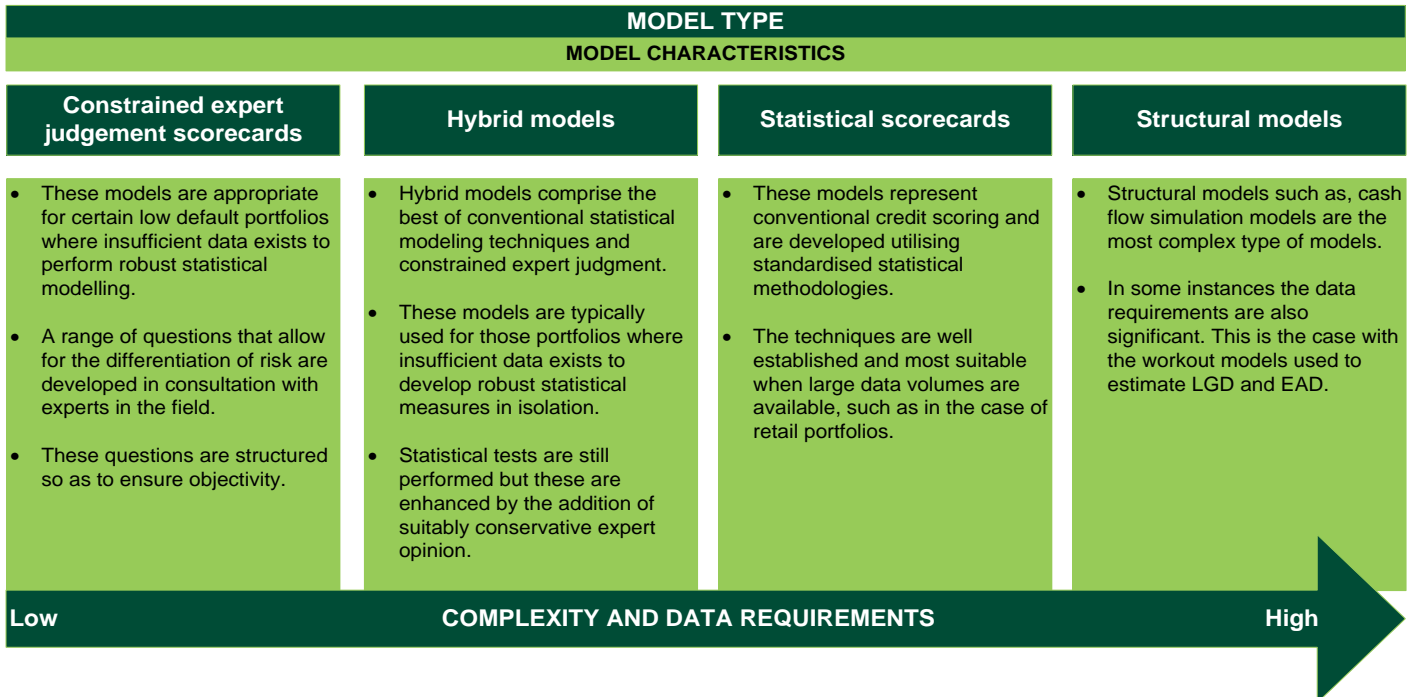 MODEL TYPE
MODEL CHARACTERISTICS
Constrained expert
judgement scorecards
• These models are appropriate
for certain low default portfolios
where insufficient data exists to
perform robust statistical
modelling.
• A range of questions that allow
for the differentiation of risk are
developed in consultation with
experts in the field.
• These questions are structured
so as to ensure objectivity.
Hybrid models
• Hybrid models comprise the
best of conventional statistical
modeling techniques and
constrained expert judgment.
• These models are typically
used for those portfolios where
insufficient data exists to
develop robust statistical
measures in isolation.
• Statistical tests are still
performed but these are
enhanced by the addition of
suitably conservative expert
opinion.
Statistical scorecards
• These models represent
conventional credit scoring and
are developed utilising
standardised statistical
methodologies.
• The techniques are well
established and most suitable
when large data volumes are
available, such as in the case of
retail portfolios.
Structural models
• Structural models such as, cash
flow simulation models are the
most complex type of models.
• In some instances the data
requirements are also
significant. This is the case with
the workout models used to
estimate LGD and EAD.
Low COMPLEXITY AND DATA REQUIREMENTS High